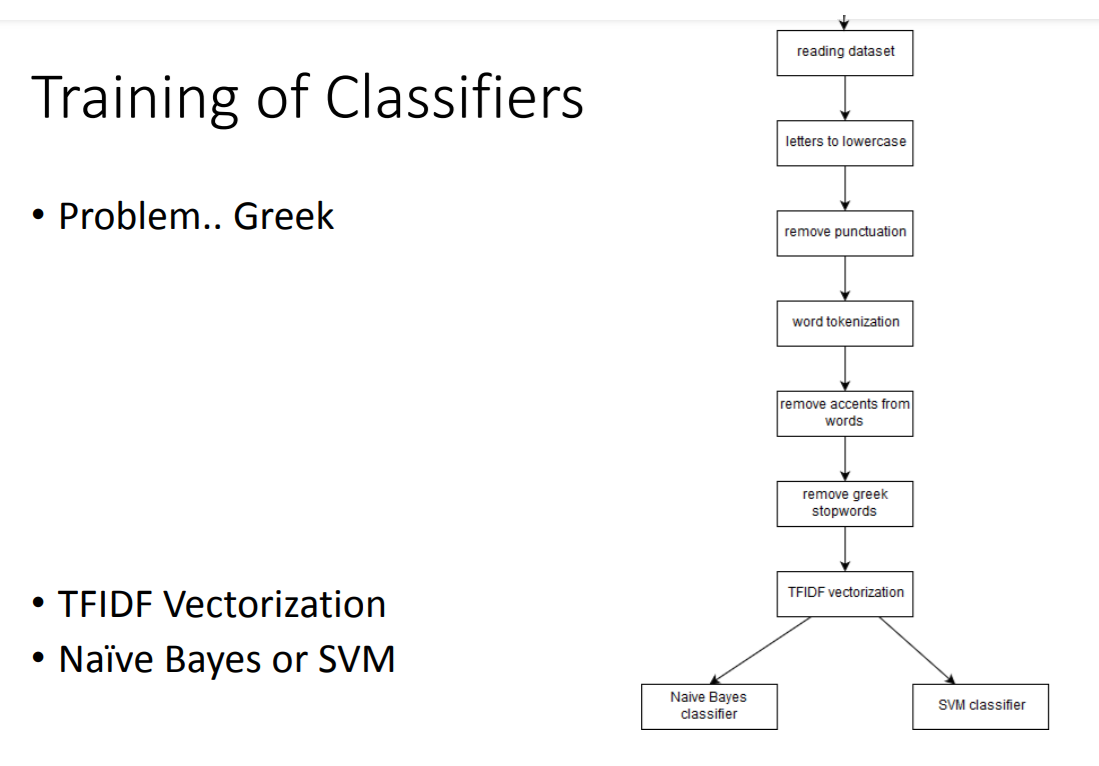 Training of Classifiers
• Problem.. Greek
• TFIDF Vectorization
• Naïve Bayes or SVM
reading dataset
letters to lowercase
remove punctuation
word tokenization
remove accents from
words
remove greek
stopwords
TFIDF vectorization
Naive Bayes
classifier
SVM classifier